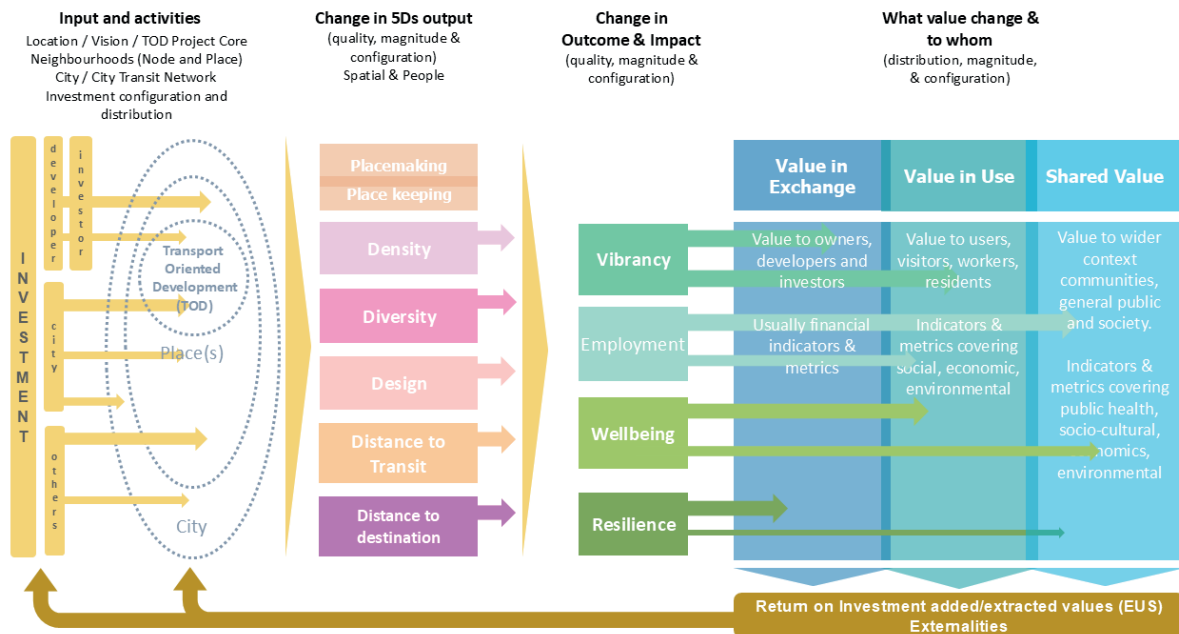 Input and activities
Location / Vision / TOD Project Core
Neighbourhoods (Node and Place)
City / City Transit Network
Investment configuration and
distribution
Change in 5Ds output
(quality, magnitude &
configuration)
Spatial & People
Change in
Outcome & Impact
(quality, magnitude &
configuration)
What value change &
to whom
(distribution, magnitude,
& configuration)
INVESTMENT
developer
investor
city
others
Transport
Oriented
Development
(TOD)
Place(s)
City
Placemaking
Place keeping
Density
Diversity
Design
Distance to
Transit
Distance to
destination
Vibrancy
Employment
Wellbeing
Resilience
Value in
Exchange
Value to owners,
developers and
investors
Usually financial
indicators &
metrics
Value in Use
Value to users,
visitors, workers,
residents
Indicators &
metrics covering
social, economic,
environmental
Shared Value
Value to wider
context
communities,
general public
and society.
Indicators &
metrics covering
public health,
socio-cultural,
economics,
environmental
Return on Investment added/extracted values (EUS)
Externalities